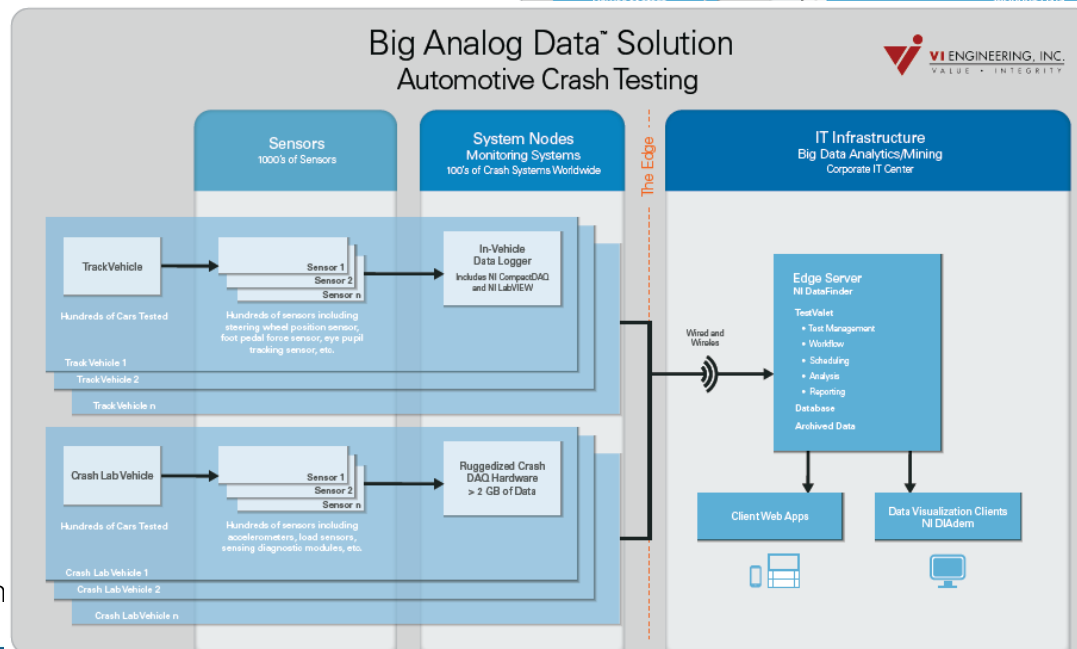 Big Analog Data™ Solution
Automotive Crash Testing
VI ENGINEERING, INC.
VALUE • INTEGRITY
Sensors
1000's of Sensors
System Nodes
Monitoring Systems
100's of Crash Systems Worldwide
The Edge
IT Infrastructure
Big Data Analytics/Mining
Corporate IT Center
Track Vehicle
Hundreds of Cars Tested
Sensor 1
Sensor 2
Sensor n
Hundreds of sensors including
steering wheel position sensor,
foot pedal force sensor, eye pupil
tracking sensor, etc.
In-Vehicle
Data Logger
Includes NI CompactDAQ
and NI LabVIEW
Track Vehicle 1
Track Vehicle 2
Track Vehicle n
Crash Lab Vehicle
Hundreds of Cars Tested
Sensor 1
Sensor 2
Sensor n
Hundreds of sensors including
accelerometers, load sensors,
sensing diagnostic modules, etc.
Ruggedized Crash
DAQ Hardware
> 2 GB of Data
Crash Lab Vehicle 1
Crash Lab Vehicle 2
Crash Lab Vehicle n
Wired and
Wireles
Edge Server
NI DataFinder
TestValet
• Test Management
• Workflow
• Scheduling
• Analysis
• Reporting
Database
Archived Data
Client Web Apps
Data Visualization Clients
NI DIAdem